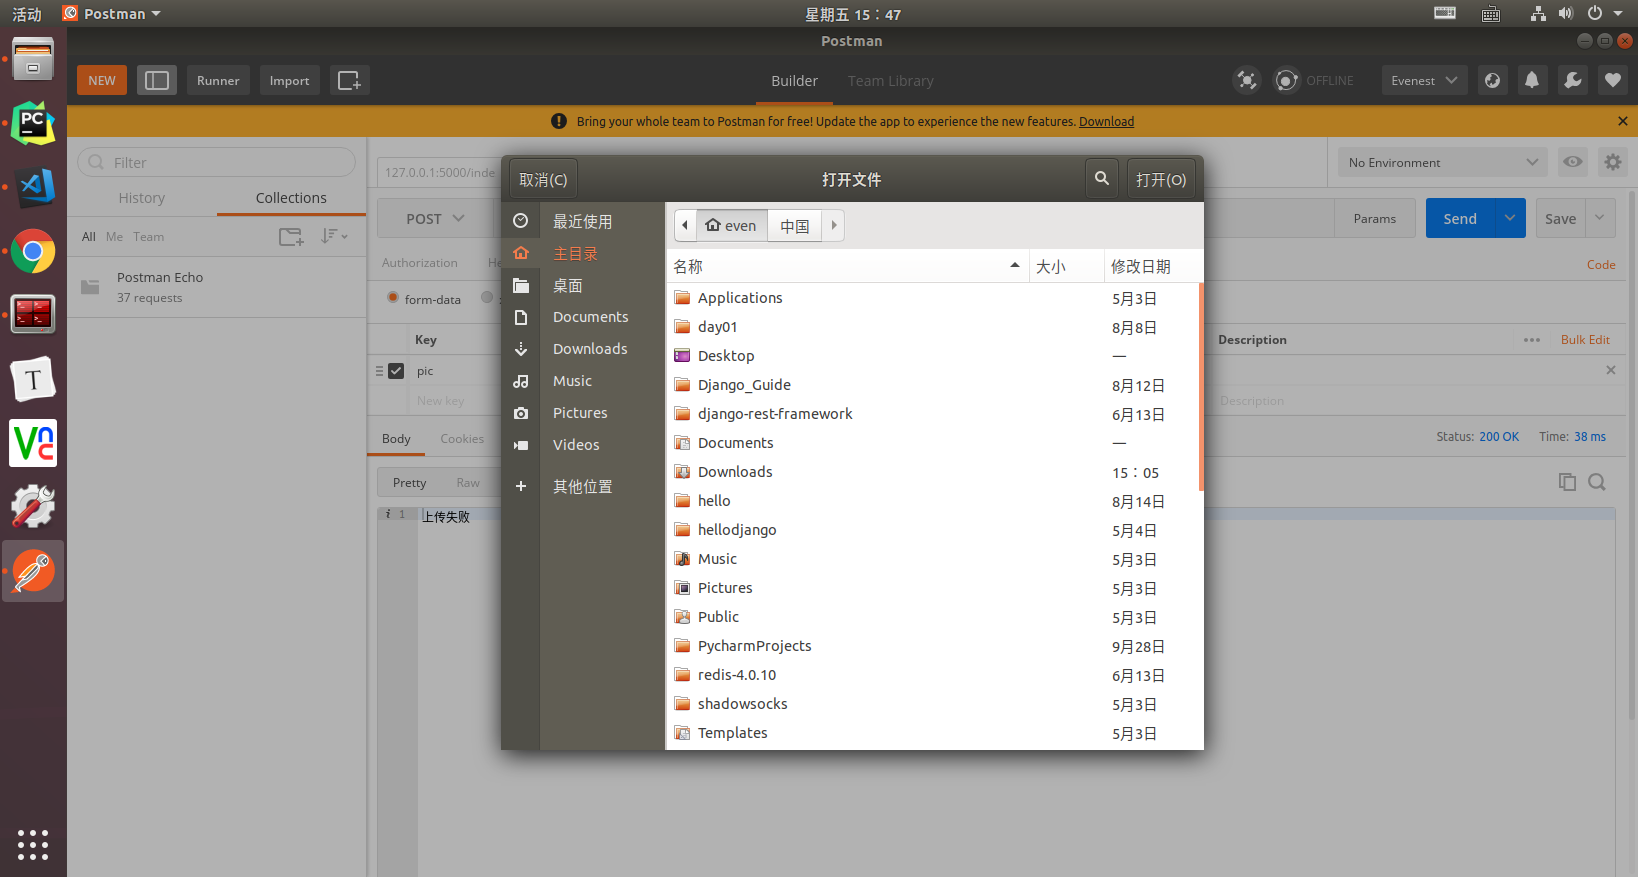 活动
Postman
星期五 15：47
Postman
NEW
Runner
Import
Builder
Team Library
OFFLINE
Evenest
Bring your whole team to Postman for free! Update the app to experience the new features. Download
Filter
History
Collections
All Me Team
Postman Echo
37 requests
127.0.0.1:5000/inde
No Environment
POST
Params
Send
Save
Authorization
He
Code
form-data
Key
Description
Bulk Edit
pic
New key
Description
Body
Cookies
Status: 200 OK
Time: 38 ms
Pretty
Raw
i 1
上传失败
取消(C)
打开文件
打开(O)
最近使用
主目录
桌面
Documents
Downloads
Music
Pictures
Videos
其他位置
even
中国
名称
大小
修改日期
Applications 5月3日
day01 8月8日
Desktop —
Django_Guide 8月12日
django-rest-framework 6月13日
Documents —
Downloads 15：05
hello 8月14日
hellodjango 5月4日
Music 5月3日
Pictures 5月3日
Public 5月3日
PycharmProjects 9月28日
redis-4.0.10 6月13日
shadowsocks 5月3日
Templates 5月3日
PC
T
Vnc